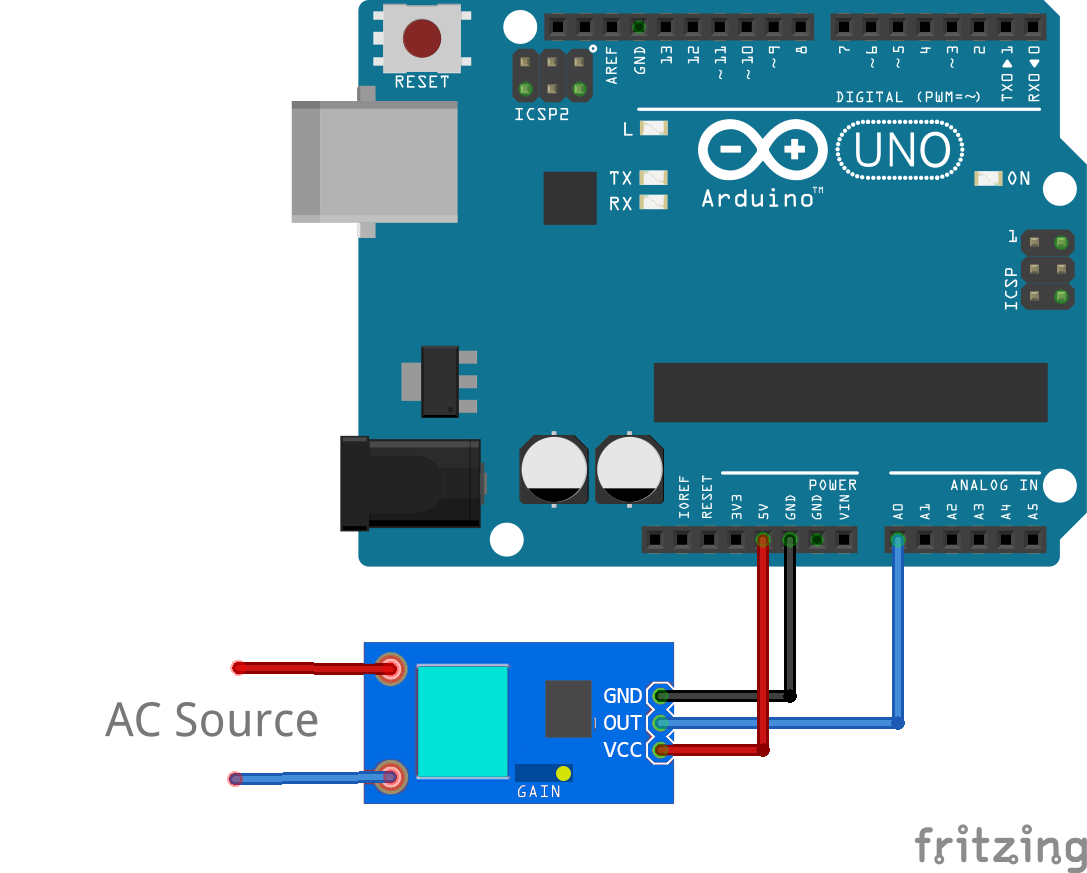 RESET
AREF
GND
13
12
~11
~10
~9
8
7
~6
~5
4
~3
2
TX0▶1
RX0◀0
ICSP2
DIGITAL (PWM=~)
L
TX
RX
UNO
Arduino™
ON
1
ICSP
POWER
ANALOG IN
IOREF
RESET
3V3
5V
GND
GND
VIN
A0
A1
A2
A3
A4
A5
AC Source
GND
OUT
VCC
GAIN
fritzing